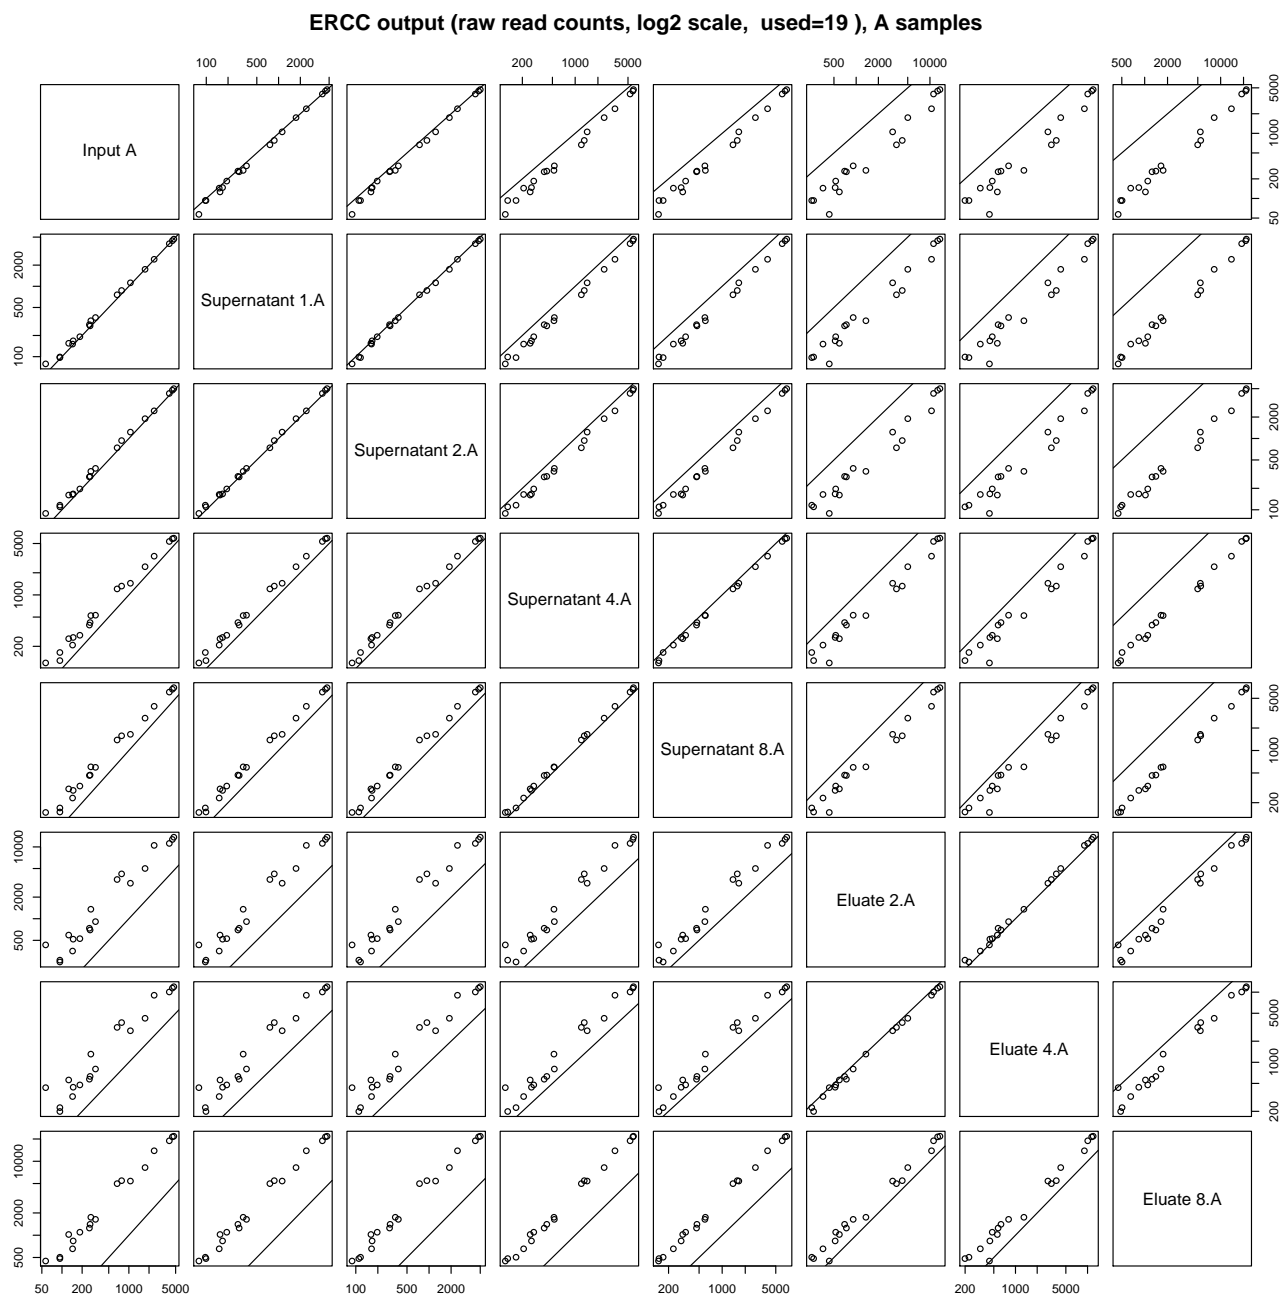 ERCC output (raw read counts, log2 scale,  used=19 ), A samples
100 500 2000 200 1000 5000 500 2000 10000 500 2000 10000
Input A
50 200 1000 5000
100 500 2000
Supernatant 1.A
Supernatant 2.A
100 500 2000
200 1000 5000
Supernatant 4.A
Supernatant 8.A
200 1000 5000
500 2000 10000
Eluate 2.A
Eluate 4.A
200 1000 5000
500 2000 10000
Eluate 8.A
50 200 1000 5000 100 500 2000 200 1000 5000 200 1000 5000